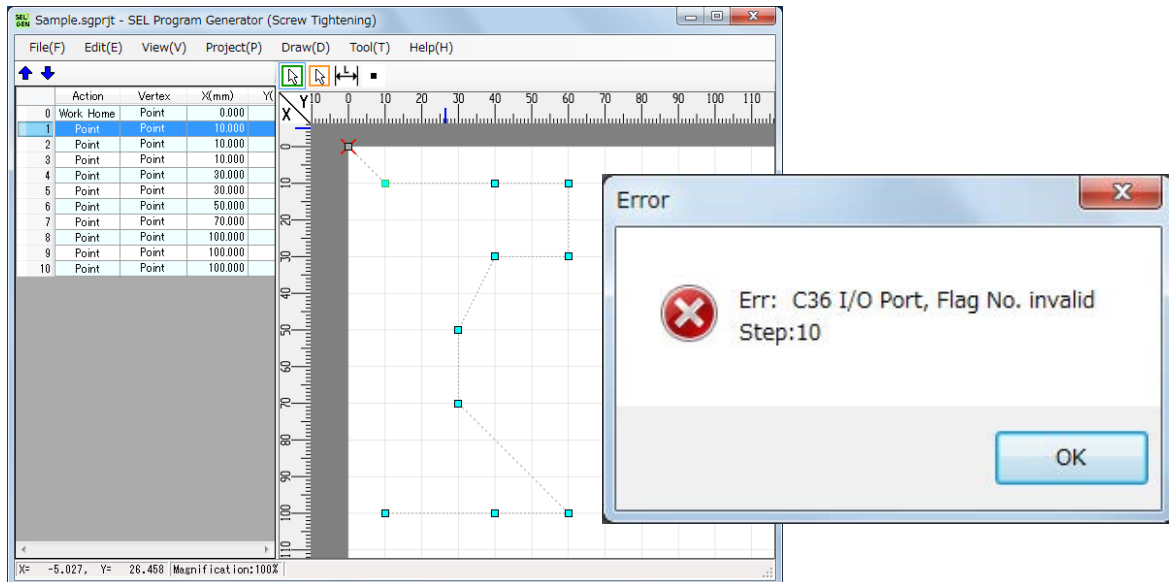 SEL GEN Sample.sgprjt - SEL Program Generator (Screw Tightening)
File(F) Edit(E) View(V) Project(P) Draw(D) Tool(T) Help(H)
L
Action Vertex X(mm) Y(
0 Work Home Point 0.000
1 Point Point 10.000
2 Point Point 10.000
3 Point Point 10.000
4 Point Point 30.000
5 Point Point 30.000
6 Point Point 50.000
7 Point Point 70.000
8 Point Point 100.000
9 Point Point 100.000
10 Point Point 100.000
Y
X
10 0 10 20 30 40 50 60 70 80 90 100 110
0
10
20
30
40
50
60
70
80
90
100
110
X= -5.027, Y= 26.458 Magnification:100%
Error
Err: C36 I/O Port, Flag No. invalid
Step:10
OK